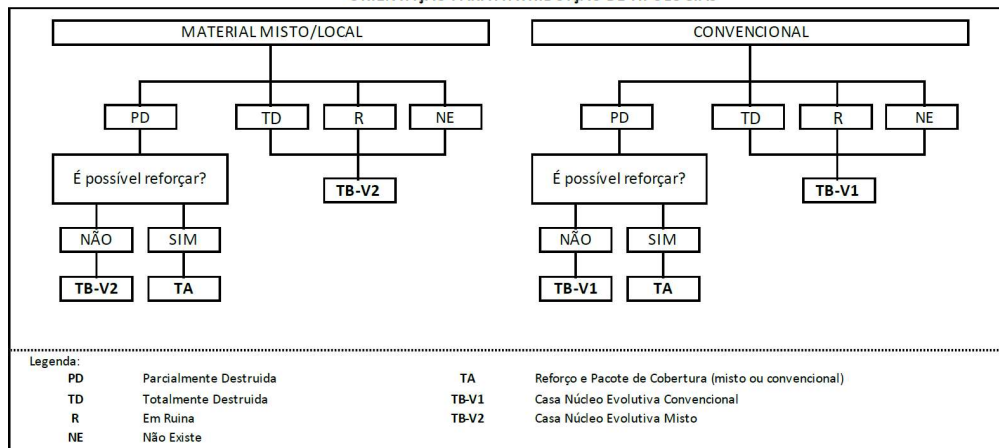 MATERIAL MISTO/LOCAL
PD
TD
R
NE
É possível reforçar?
TB-V2
NÃO
SIM
TB-V2
TA
CONVENCIONAL
PD
TD
R
NE
É possível reforçar?
TB-V1
NÃO
SIM
TB-V1
TA
Legenda:
PD Parcialmente Destruida
TD Totalmente Destruida
R Em Ruina
NE Não Existe
TA Reforço e Pacote de Cobertura (misto ou convencional)
TB-V1 Casa Núcleo Evolutiva Convencional
TB-V2 Casa Núcleo Evolutiva Misto